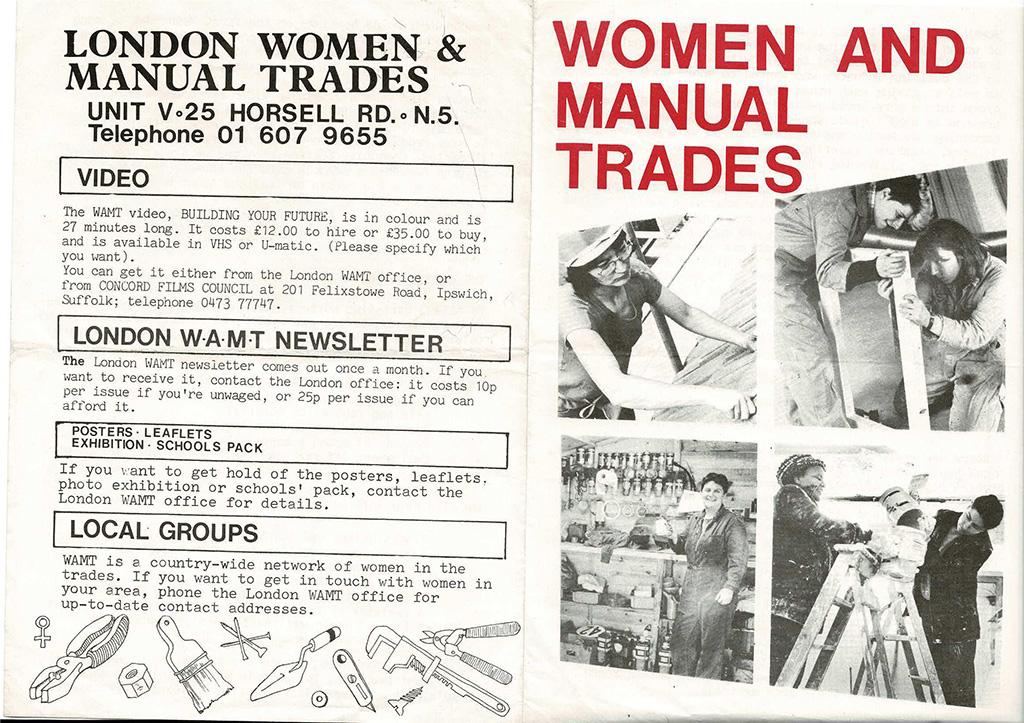 LONDON WOMEN &
MANUAL TRADES
UNIT V•25 HORSELL RD.•N.5.
Telephone 01 607 9655
VIDEO
The WAMT video, BUILDING YOUR FUTURE, is in colour and is
27 minutes long. It costs £12.00 to hire or £35.00 to buy,
and is available in VHS or U-matic. (Please specify which
you want).
You can get it either from the London WAMT office, or
from CONCORD FILMS COUNCIL at 201 Felixstowe Road, Ipswich,
Suffolk; telephone 0473 77747.
LONDON W·A·M·T NEWSLETTER
The London WAMT newsletter comes out once a month. If you
want to receive it, contact the London office: it costs 10p
per issue if you're unwaged, or 25p per issue if you can
afford it.
POSTERS · LEAFLETS
EXHIBITION · SCHOOLS PACK
If you want to get hold of the posters, leaflets,
photo exhibition or schools' pack, contact the
London WAMT office for details.
LOCAL GROUPS
WAMT is a country-wide network of women in the
trades. If you want to get in touch with women in
your area, phone the London WAMT office for
up-to-date contact addresses.
WOMEN AND
MANUAL
TRADES